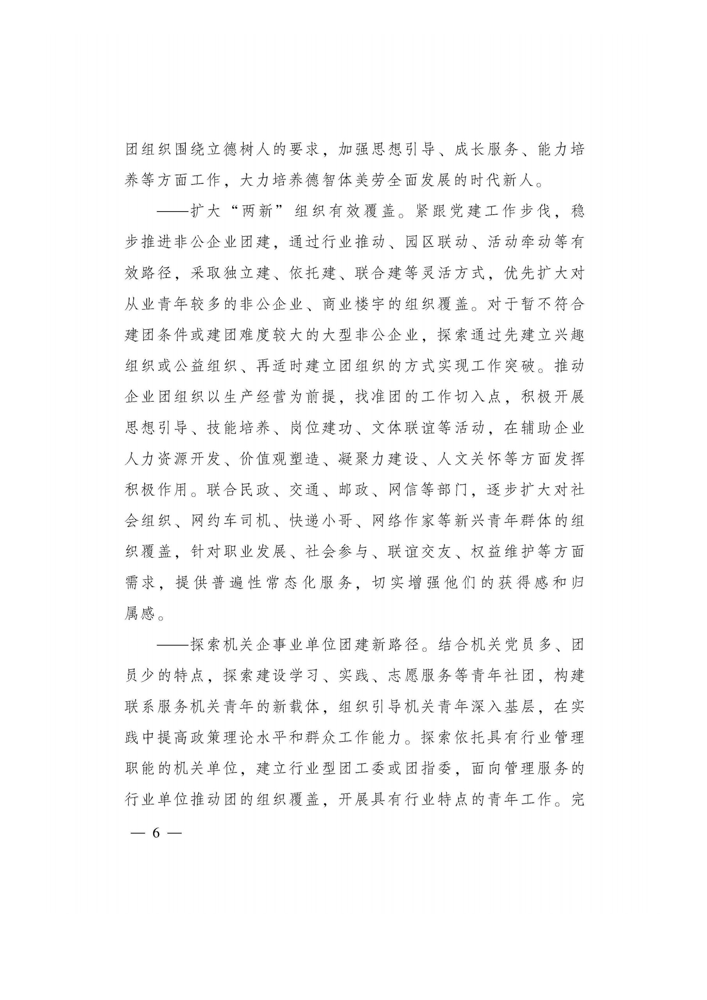 团组织围绕立德树人的要求，加强思想引导、成长服务、能力培
养等方面工作，大力培养德智体美劳全面发展的时代新人。
——扩大“两新”组织有效覆盖。紧跟党建工作步伐，稳
步推进非公企业团建，通过行业推动、园区联动、活动牵动等有
效路径，采取独立建、依托建、联合建等灵活方式，优先扩大对
从业青年较多的非公企业、商业楼宇的组织覆盖。对于暂不符合
建团条件或建团难度较大的大型非公企业，探索通过先建立兴趣
组织或公益组织、再适时建立团组织的方式实现工作突破。推动
企业团组织以生产经营为前提，找准团的工作切入点，积极开展
思想引导、技能培养、岗位建功、文体联谊等活动，在辅助企业
人力资源开发、价值观塑造、凝聚力建设、人文关怀等方面发挥
积极作用。联合民政、交通、邮政、网信等部门，逐步扩大对社
会组织、网约车司机、快递小哥、网络作家等新兴青年群体的组
织覆盖，针对职业发展、社会参与、联谊交友、权益维护等方面
需求，提供普遍性常态化服务，切实增强他们的获得感和归
属感。
——探索机关企事业单位团建新路径。结合机关党员多、团
员少的特点，探索建设学习、实践、志愿服务等青年社团，构建
联系服务机关青年的新载体，组织引导机关青年深入基层，在实
践中提高政策理论水平和群众工作能力。探索依托具有行业管理
职能的机关单位，建立行业型团工委或团指委，面向管理服务的
行业单位推动团的组织覆盖，开展具有行业特点的青年工作。完
— 6 —